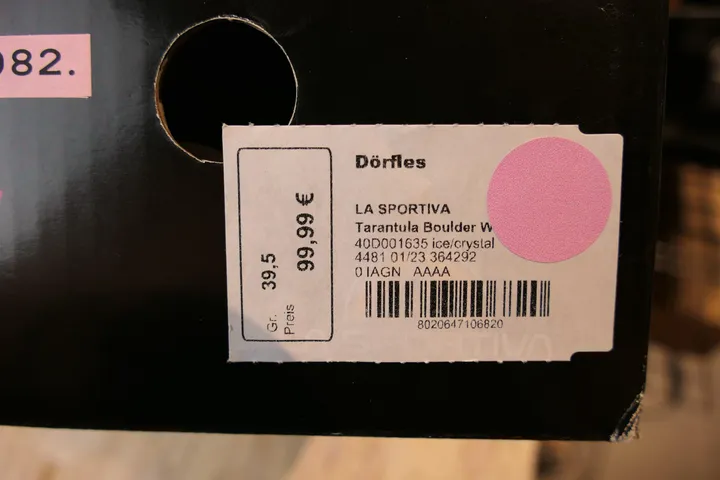 082.
Dörfles
LA SPORTIVA
Tarantula Boulder W
40D001635 ice/crystal
4481 01/23 364292
0 IAGN AAAA
8020647106820
Gr. 39,5
Preis 99,99 €